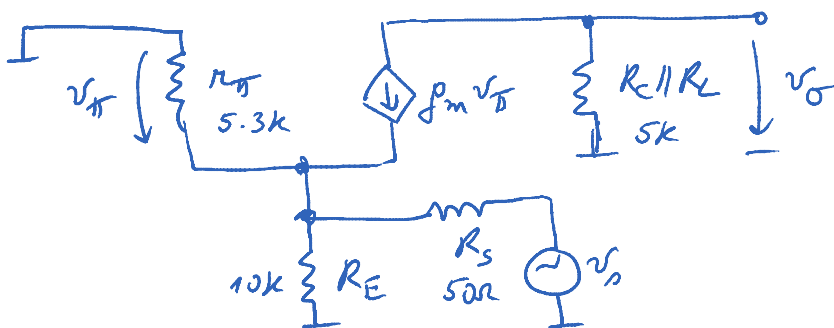 vπ
rπ
5.3k
gm vπ
RC//RL
5k
vo
10k
RE
Rs
50Ω
vs